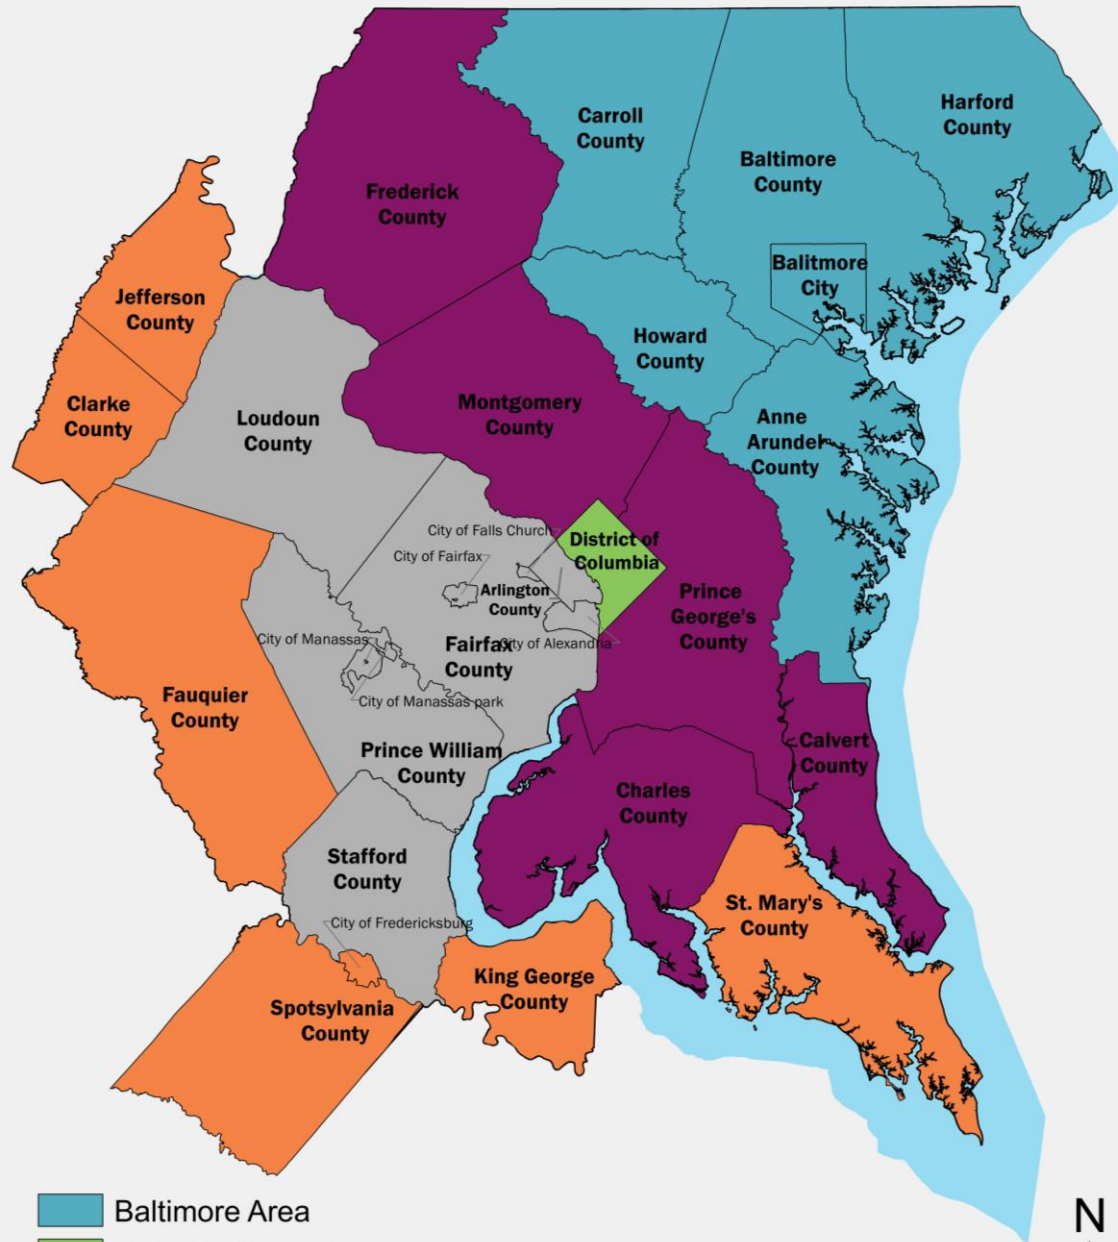 Carroll
County
Harford
County
Baltimore
County
Frederick
County
Balitmore
City
Jefferson
County
Howard
County
Clarke
County
Loudoun
County
Montgomery
County
Anne
Arundel
County
City of Falls Church
City of Fairfax
District of
Columbia
Arlington
County
Prince
George's
County
City of Manassas
City of Alexandria
Fairfax
County
Fauquier
County
City of Manassas park
Prince William
County
Calvert
County
Charles
County
Stafford
County
St. Mary's
County
City of Fredericksburg
King George
County
Spotsylvania
County
Baltimore Area
N